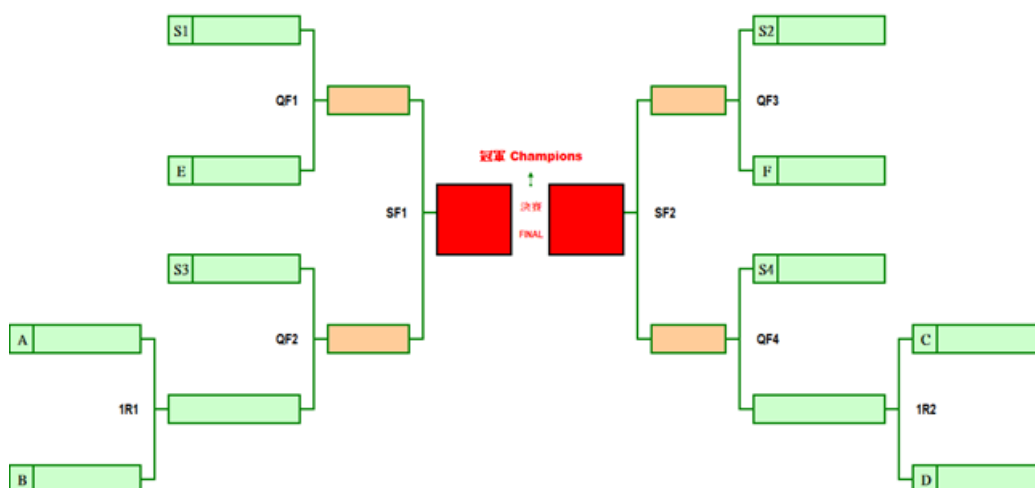 S1
S2
QF1
QF3
冠軍 Champions
E
F
決賽
SF1
SF2
FINAL
S3
S4
A
QF2
QF4
C
1R1
1R2
B
D